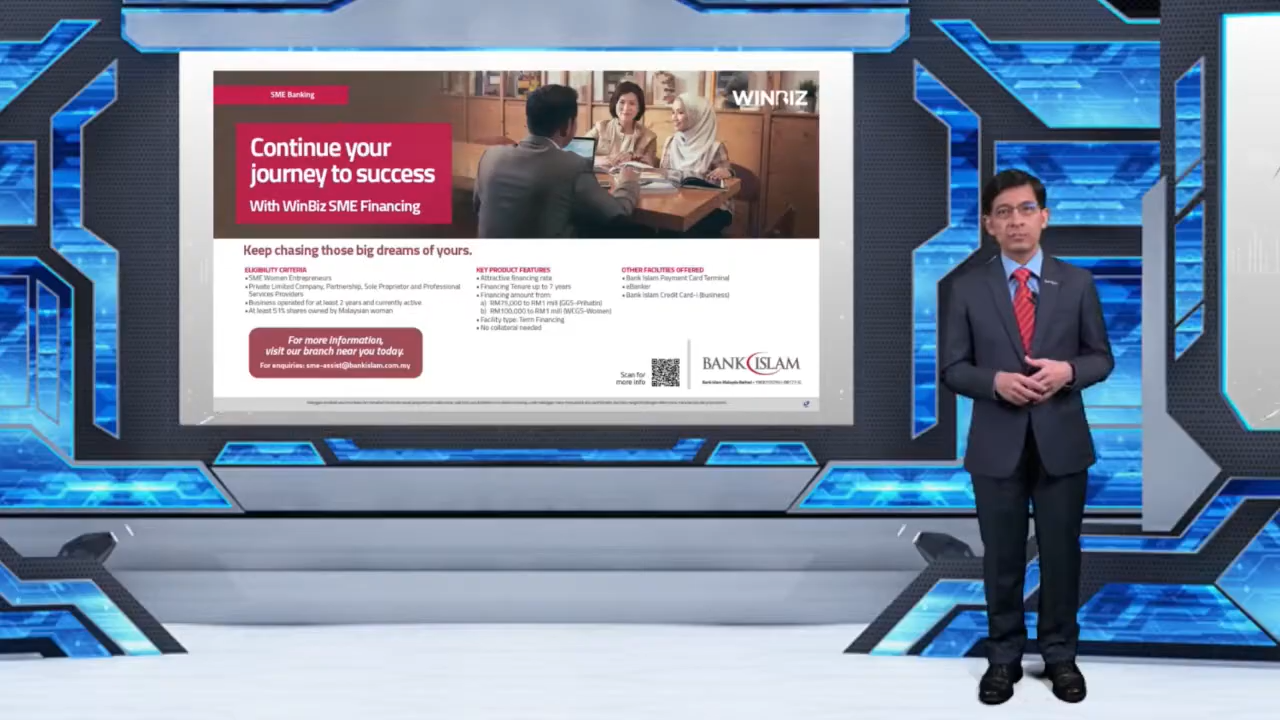 SME Banking
WINBIZ
Continue your
journey to success
With WinBiz SME Financing
Keep chasing those big dreams of yours.
ELIGIBILITY CRITERIA
• SME Woman Entrepreneurs
• Private Limited Company, Partnership, Sole Proprietor and Professional
Services Providers
• Business operated for at least 2 years and currently active
• At least 51% shares owned by Malaysian woman
KEY PRODUCT FEATURES
• Attractive financing rate
• Financing Tenure up to 7 years
• Financing amount from:
a) RM75,000 to RM1 mill (GGS-Prihatin)
b) RM100,000 to RM1 mill (WCGS-Women)
• Facility type: Term Financing
• No collateral needed
OTHER FACILITIES OFFERED
• Bank Islam Payment Card Terminal
• eBanker
• Bank Islam Credit Card-i (Business)
For more information,
visit our branch near you today.
For enquiries: sme-assist@bankislam.com.my
Scan for
more info
BANK ISLAM